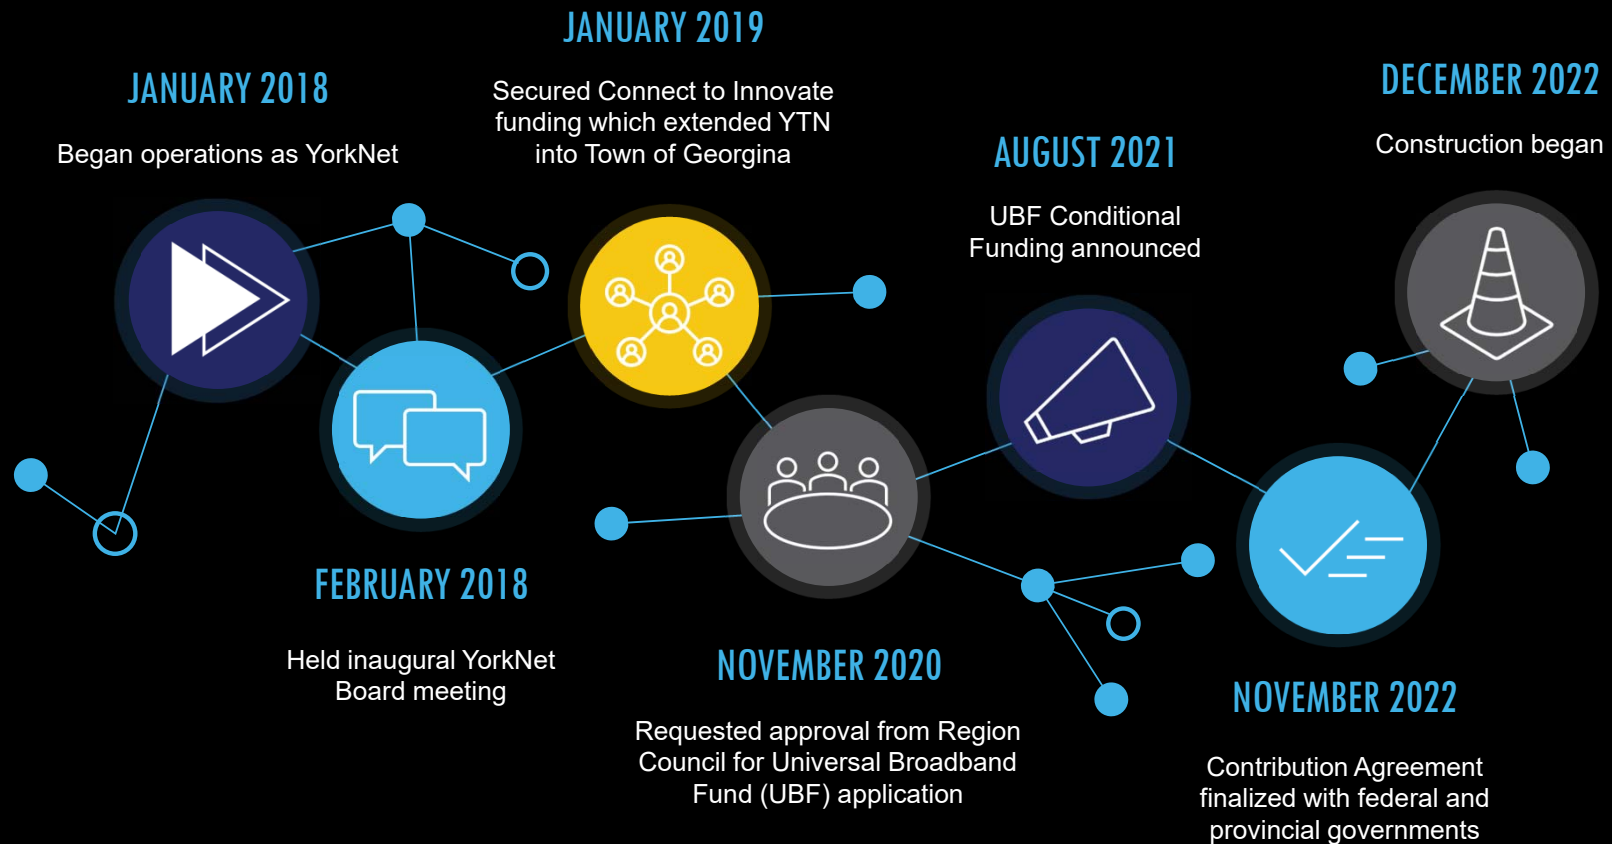 JANUARY 2018
Began operations as YorkNet
FEBRUARY 2018
Held inaugural YorkNet
Board meeting
JANUARY 2019
Secured Connect to Innovate
funding which extended YTN
into Town of Georgina
NOVEMBER 2020
Requested approval from Region
Council for Universal Broadband
Fund (UBF) application
AUGUST 2021
UBF Conditional
Funding announced
NOVEMBER 2022
Contribution Agreement
finalized with federal and
provincial governments
DECEMBER 2022
Construction began